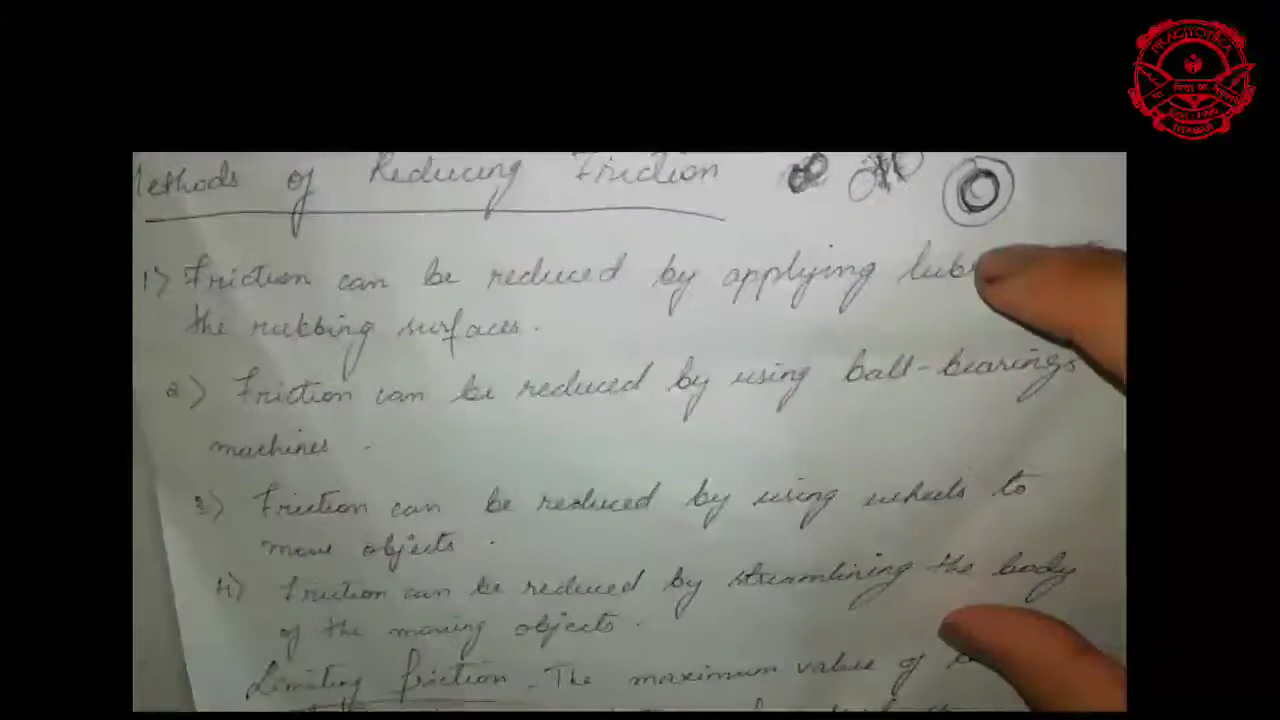 PRAGJYOTIKA
Methods of Reducing Friction
1) Friction can be reduced by applying lub
the rubbing surfaces.
2) Friction can be reduced by using ball-bearings
machines.
3) Friction can be reduced by using wheels to
move objects.
4) Friction can be reduced by streamlining the body
of the moving objects.
Limiting friction. The maximum value of